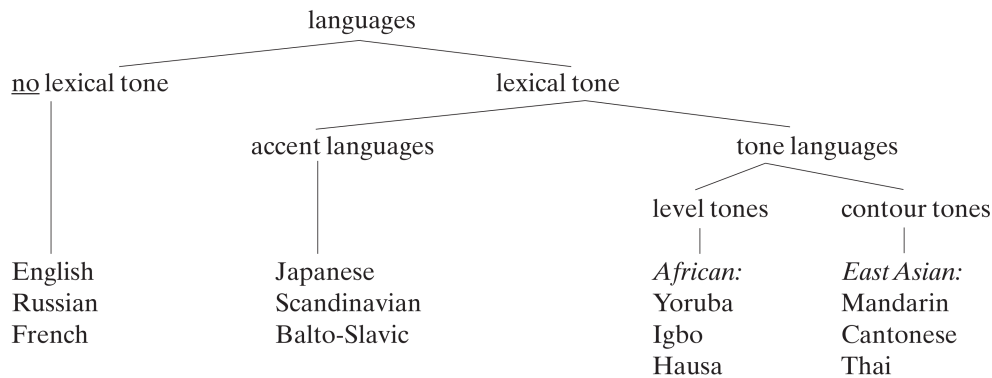 languages
no lexical tone
lexical tone
accent languages
tone languages
level tones
contour tones
English
Russian
French
Japanese
Scandinavian
Balto-Slavic
African:
Yoruba
Igbo
Hausa
East Asian:
Mandarin
Cantonese
Thai